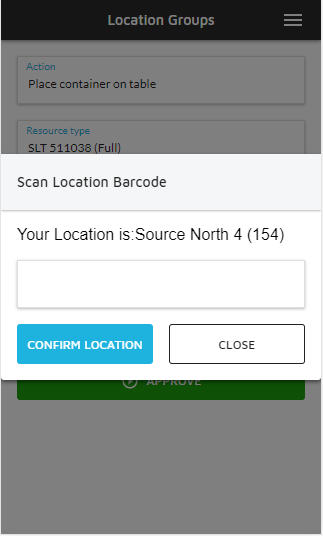 Location Groups
Action
Place container on table
Resource type
SLT 511038 (Full)
Scan Location Barcode
Your Location is:Source North 4 (154)
CONFIRM LOCATION
CLOSE
APPROVE